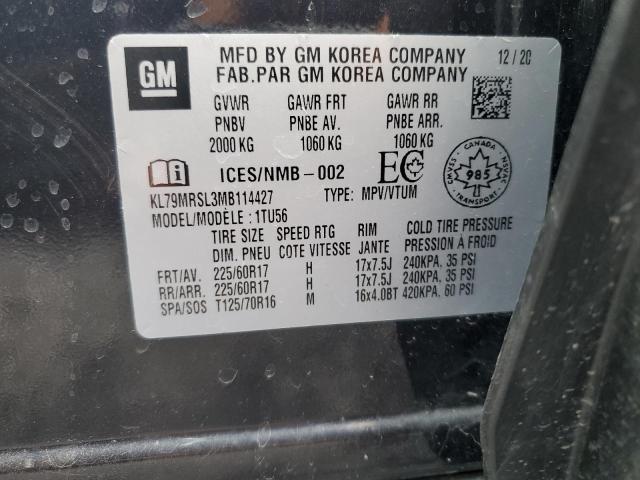 GM
MFD BY GM KOREA COMPANY 12/20
FAB.PAR GM KOREA COMPANY
GVWR GAWR FRT GAWR RR
PNBV PNBE AV. PNBE ARR.
2000 KG 1060 KG 1060 KG
i ICES/NMB-002 EC
CANADA
CMVSS 985 NSVAC
TRANSPORT
KL79MRSL3MB114427 TYPE: MPV/VTUM
MODEL/MODÈLE: 1TU56
TIRE SIZE SPEED RTG RIM COLD TIRE PRESSURE
DIM. PNEU COTE VITESSE JANTE PRESSION À FROID
FRT/AV. 225/60R17 H 17x7.5J 240KPA, 35 PSI
RR/ARR. 225/60R17 H 17x7.5J 240KPA, 35 PSI
SPA/SOS T125/70R16 M 16x4.0BT 420KPA, 60 PSI